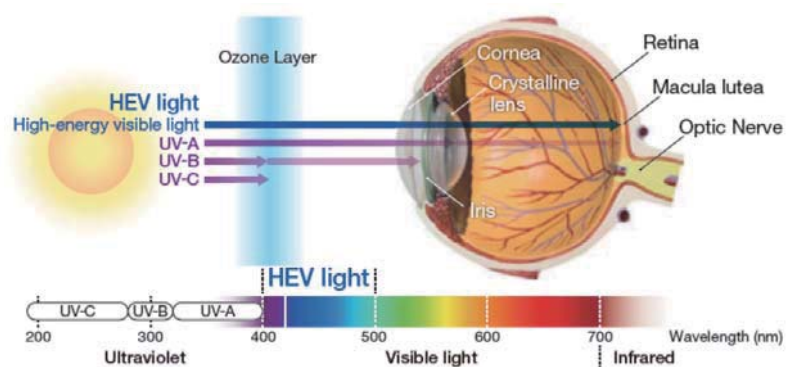 Ozone Layer
HEV light
High-energy visible light
UV-A
UV-B
UV-C
Cornea
Crystalline
lens
Iris
Retina
Macula lutea
Optic Nerve
HEV light
UV-C UV-B UV-A
200 300 400 500 600 700 Wavelength (nm)
Ultraviolet Visible light Infrared